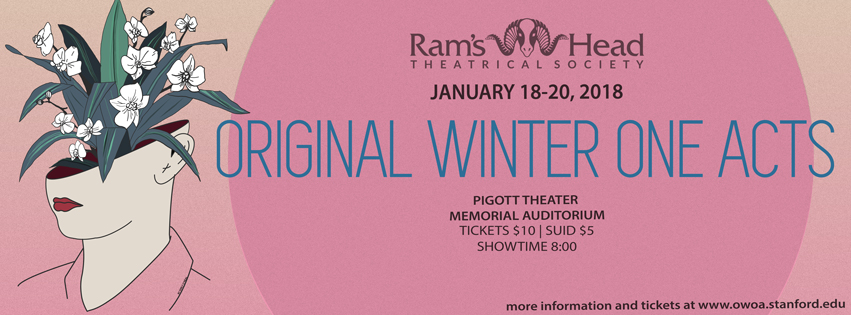 Ram's Head
THEATRICAL SOCIETY
JANUARY 18-20, 2018
ORIGINAL WINTER ONE ACTS
PIGOTT THEATER
MEMORIAL AUDITORIUM
TICKETS $10 | SUID $5
SHOWTIME 8:00
more information and tickets at www.owoa.stanford.edu